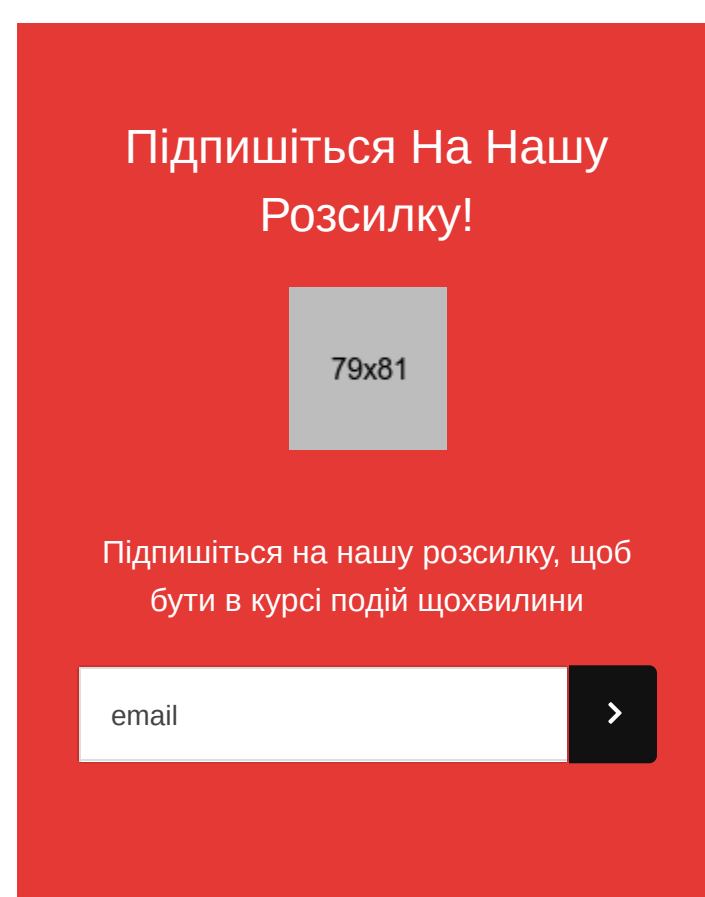 Підпишіться На Нашу
Розсилку!
79x81
Підпишіться на нашу розсилку, щоб
бути в курсі подій щохвилини
email